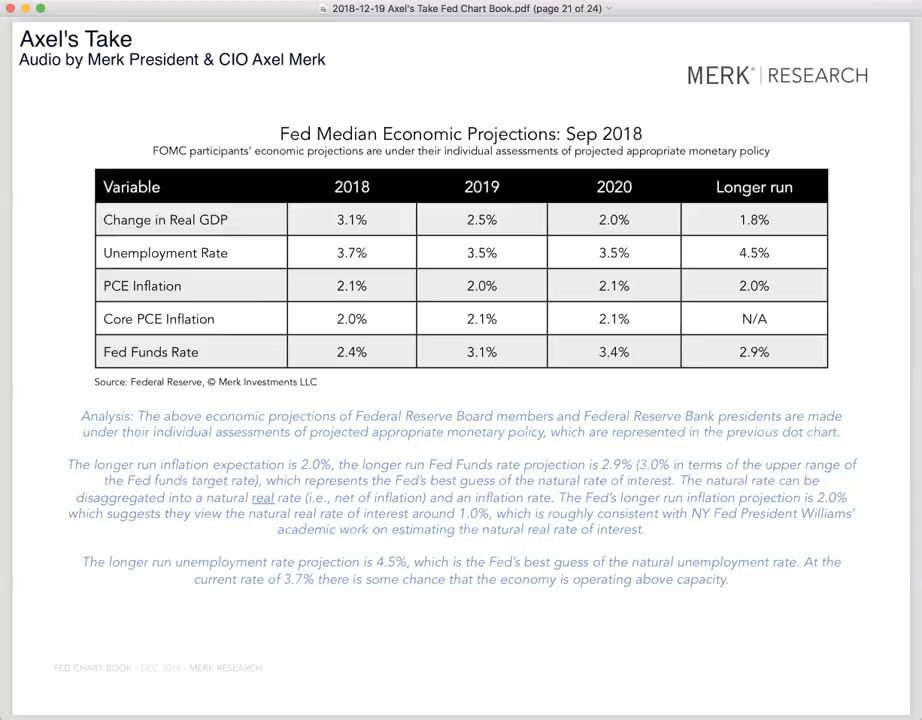 2018-12-19 Axel's Take Fed Chart Book.pdf (page 21 of 24)
Axel's Take
Audio by Merk President & CIO Axel Merk
MERK® | RESEARCH
Fed Median Economic Projections: Sep 2018
FOMC participants' economic projections are under their individual assessments of projected appropriate monetary policy
Variable 2018 2019 2020 Longer run
Change in Real GDP 3.1% 2.5% 2.0% 1.8%
Unemployment Rate 3.7% 3.5% 3.5% 4.5%
PCE Inflation 2.1% 2.0% 2.1% 2.0%
Core PCE Inflation 2.0% 2.1% 2.1% N/A
Fed Funds Rate 2.4% 3.1% 3.4% 2.9%
Source: Federal Reserve, © Merk Investments LLC
Analysis: The above economic projections of Federal Reserve Board members and Federal Reserve Bank presidents are made
under their individual assessments of projected appropriate monetary policy, which are represented in the previous dot chart.
The longer run inflation expectation is 2.0%, the longer run Fed Funds rate projection is 2.9% (3.0% in terms of the upper range of
the Fed funds target rate), which represents the Fed's best guess of the natural rate of interest. The natural rate can be
disaggregated into a natural real rate (i.e., net of inflation) and an inflation rate. The Fed's longer run inflation projection is 2.0%
which suggests they view the natural real rate of interest around 1.0%, which is roughly consistent with NY Fed President Williams'
academic work on estimating the natural real rate of interest.
The longer run unemployment rate projection is 4.5%, which is the Fed's best guess of the natural unemployment rate. At the
current rate of 3.7% there is some chance that the economy is operating above capacity.
FED CHART BOOK - DEC 2018 - MERK RESEARCH